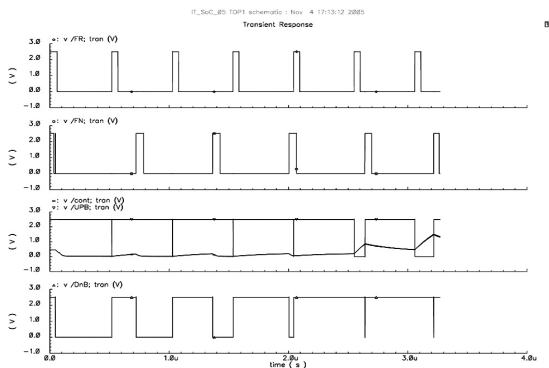 IT_SoC_05 TOP1 schematic : Nov 4 17:13:12 2005
Transient Response
▫: v /FR; tran (V)
3.0
2.0
1.0
0.0
-1.0
( V )
▫: v /FN; tran (V)
3.0
2.0
1.0
0.0
-1.0
( V )
=: v /cont; tran (V)
▿: v /UPB; tran (V)
3.0
2.0
1.0
0.0
-1.0
( V )
▵: v /DnB; tran (V)
3.0
2.0
1.0
0.0
-1.0
( V )
0.0 1.0u 2.0u 3.0u 4.0u
time ( s )